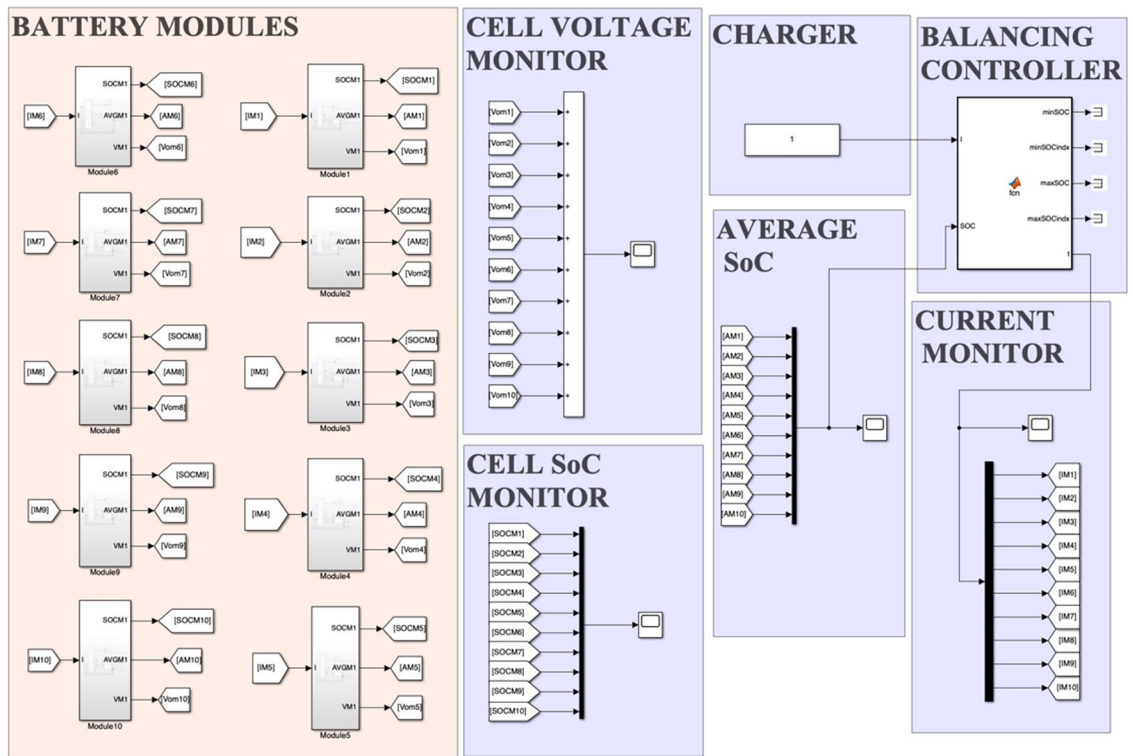 BATTERY MODULES
[IM6]
I
SOCM1
AVGM1
VM1
[SOCM6]
[AM6]
[Vom6]
Module6
[IM1]
I
SOCM1
AVGM1
VM1
[SOCM1]
[AM1]
[Vom1]
Module1
[IM7]
I
SOCM1
AVGM1
VM1
[SOCM7]
[AM7]
[Vom7]
Module7
[IM2]
I
SOCM1
AVGM1
VM1
[SOCM2]
[AM2]
[Vom2]
Module2
[IM8]
I
SOCM1
AVGM1
VM1
[SOCM8]
[AM8]
[Vom8]
Module8
[IM3]
I
SOCM1
AVGM1
VM1
[SOCM3]
[AM3]
[Vom3]
Module3
[IM9]
I
SOCM1
AVGM1
VM1
[SOCM9]
[AM9]
[Vom9]
Module9
[IM4]
I
SOCM1
AVGM1
VM1
[SOCM4]
[AM4]
[Vom4]
Module4
[IM10]
I
SOCM1
AVGM1
VM1
[SOCM10]
[AM10]
[Vom10]
Module10
[IM5]
I
SOCM1
AVGM1
VM1
[SOCM5]
[AM5]
[Vom5]
Module5
CELL VOLTAGE
MONITOR
[Vom1]
+
[Vom2]
+
[Vom3]
+
[Vom4]
+
[Vom5]
+
[Vom6]
+
[Vom7]
+
[Vom8]
+
[Vom9]
+
[Vom10]
+
CELL SoC
MONITOR
[SOCM1]
[SOCM2]
[SOCM3]
[SOCM4]
[SOCM5]
[SOCM6]
[SOCM7]
[SOCM8]
[SOCM9]
[SOCM10]
CHARGER
1
AVERAGE
SoC
[AM1]
[AM2]
[AM3]
[AM4]
[AM5]
[AM6]
[AM7]
[AM8]
[AM9]
[AM10]
BALANCING
CONTROLLER
I
SOC
fcn
minSOC
minSOCindx
maxSOC
maxSOCindx
t
CURRENT
MONITOR
[IM1]
[IM2]
[IM3]
[IM4]
[IM5]
[IM6]
[IM7]
[IM8]
[IM9]
[IM10]